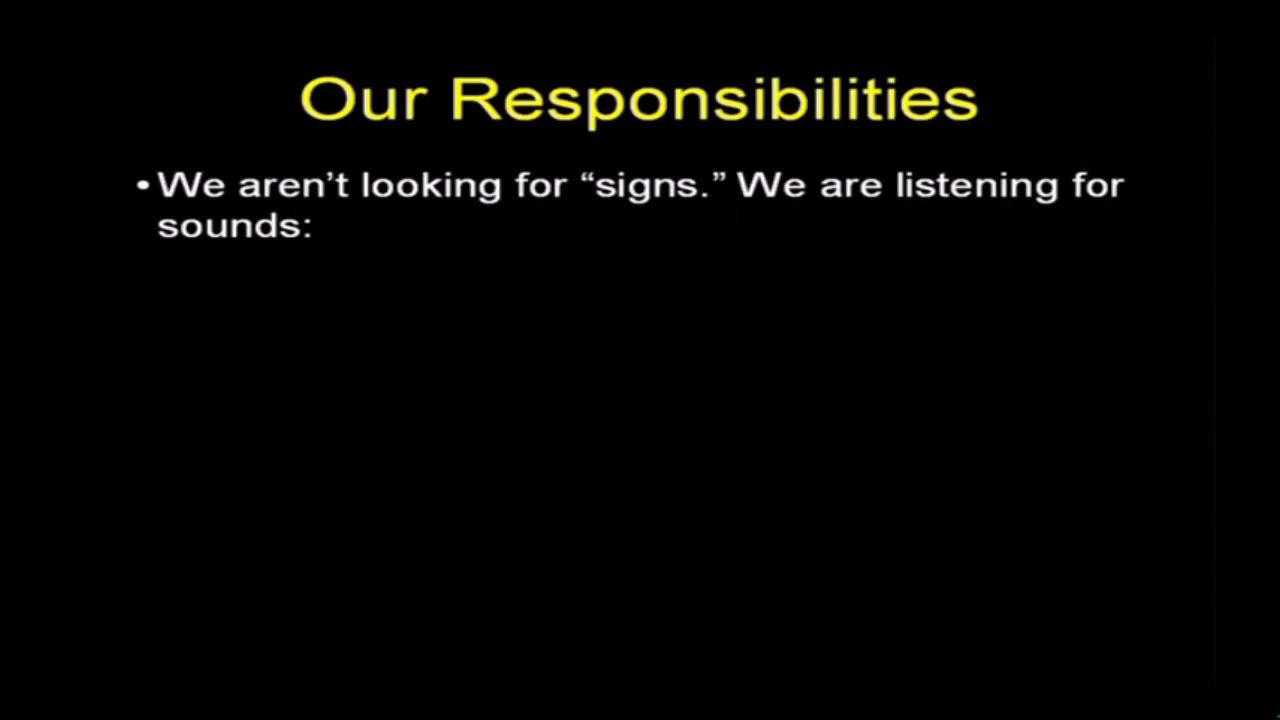 Our Responsibilities
•We aren’t looking for “signs.” We are listening for
sounds: